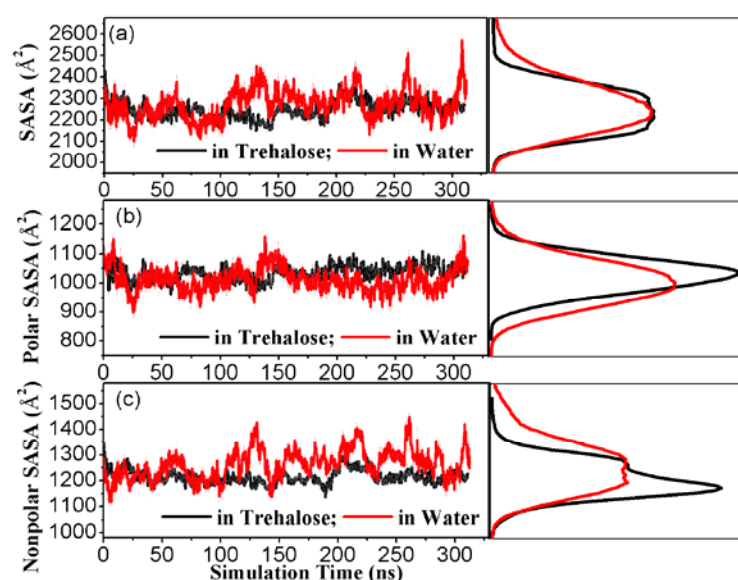 (a)
SASA (Å²)
2600
2500
2400
2300
2200
2100
2000
in Trehalose; in Water
0 50 100 150 200 250 300
(b)
Polar SASA (Å²)
1200
1100
1000
900
800
in Trehalose; in Water
0 50 100 150 200 250 300
(c)
Nonpolar SASA (Å²)
1500
1400
1300
1200
1100
1000
in Trehalose; in Water
0 50 100 150 200 250 300
Simulation Time (ns)